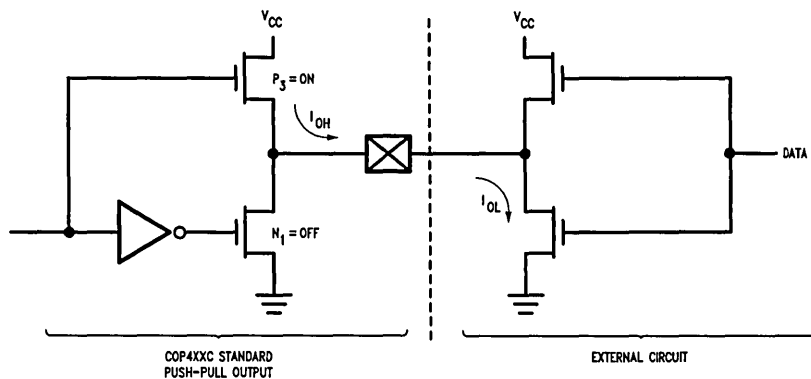 VCC
VCC
P3=ON
IOH
DATA
IOL
N1=OFF
COP4XXC STANDARD
PUSH-PULL OUTPUT
EXTERNAL CIRCUIT